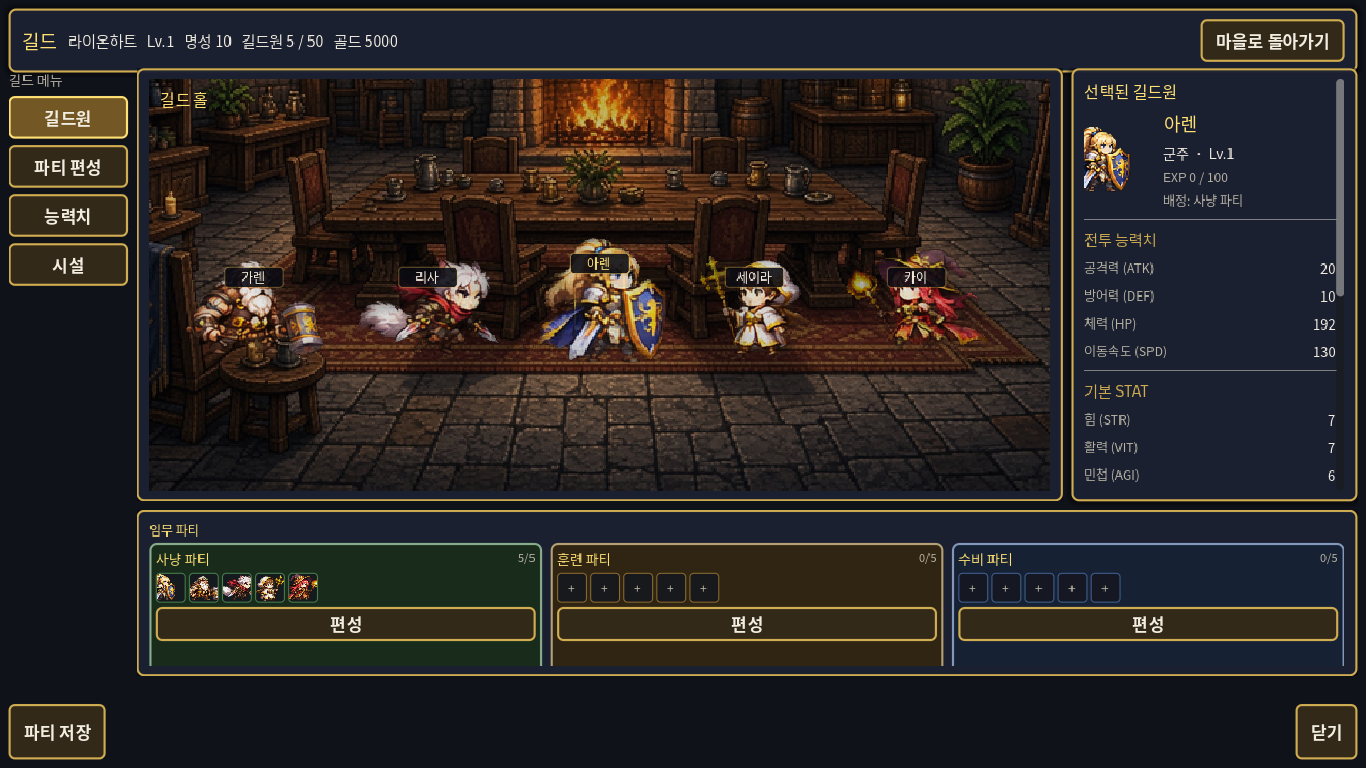 길드 라이온하트 Lv.1 명성 10 길드원 5 / 50 골드 5000
마을로 돌아가기
길드 메뉴
길드원
파티 편성
능력치
시설
길드홀
가렌
리사
아렌
세이라
카이
선택된 길드원
아렌
군주 · Lv.1
EXP 0 / 100
배정: 사냥 파티
전투 능력치
공격력 (ATK) 20
방어력 (DEF) 10
체력 (HP) 192
이동속도 (SPD) 130
기본 STAT
힘 (STR) 7
활력 (VIT) 7
민첩 (AGI) 6
임무 파티
사냥 파티 5/5
편성
훈련 파티 0/5
+ + + + +
편성
수비 파티 0/5
+ + + + +
편성
파티 저장
닫기